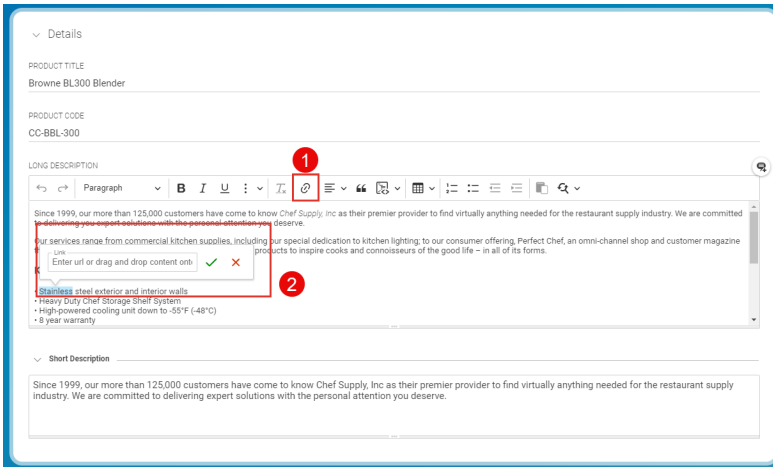 Details
PRODUCT TITLE
Browne BL300 Blender
PRODUCT CODE
CC-BBL-300
1
LONG DESCRIPTION
Paragraph
B I U
Since 1999, our more than 125,000 customers have come to know Chef Supply, Inc as their premier provider to find virtually anything needed for the restaurant supply industry. We are committed
to delivering you expert solutions with the personal attention you deserve.
Our services range from commercial kitchen supplies, including our special dedication to kitchen lighting; to our consumer offering, Perfect Chef, an omni-channel shop and customer magazine
products to inspire cooks and connoisseurs of the good life – in all of its forms.
Link
Enter url or drag and drop content onto
2
• Stainless steel exterior and interior walls
• Heavy Duty Chef Storage Shelf System
• High-powered cooling unit down to -55°F (-48°C)
• 8 year warranty
Short Description
Since 1999, our more than 125,000 customers have come to know Chef Supply, Inc as their premier provider to find virtually anything needed for the restaurant supply
industry. We are committed to delivering expert solutions with the personal attention you deserve.